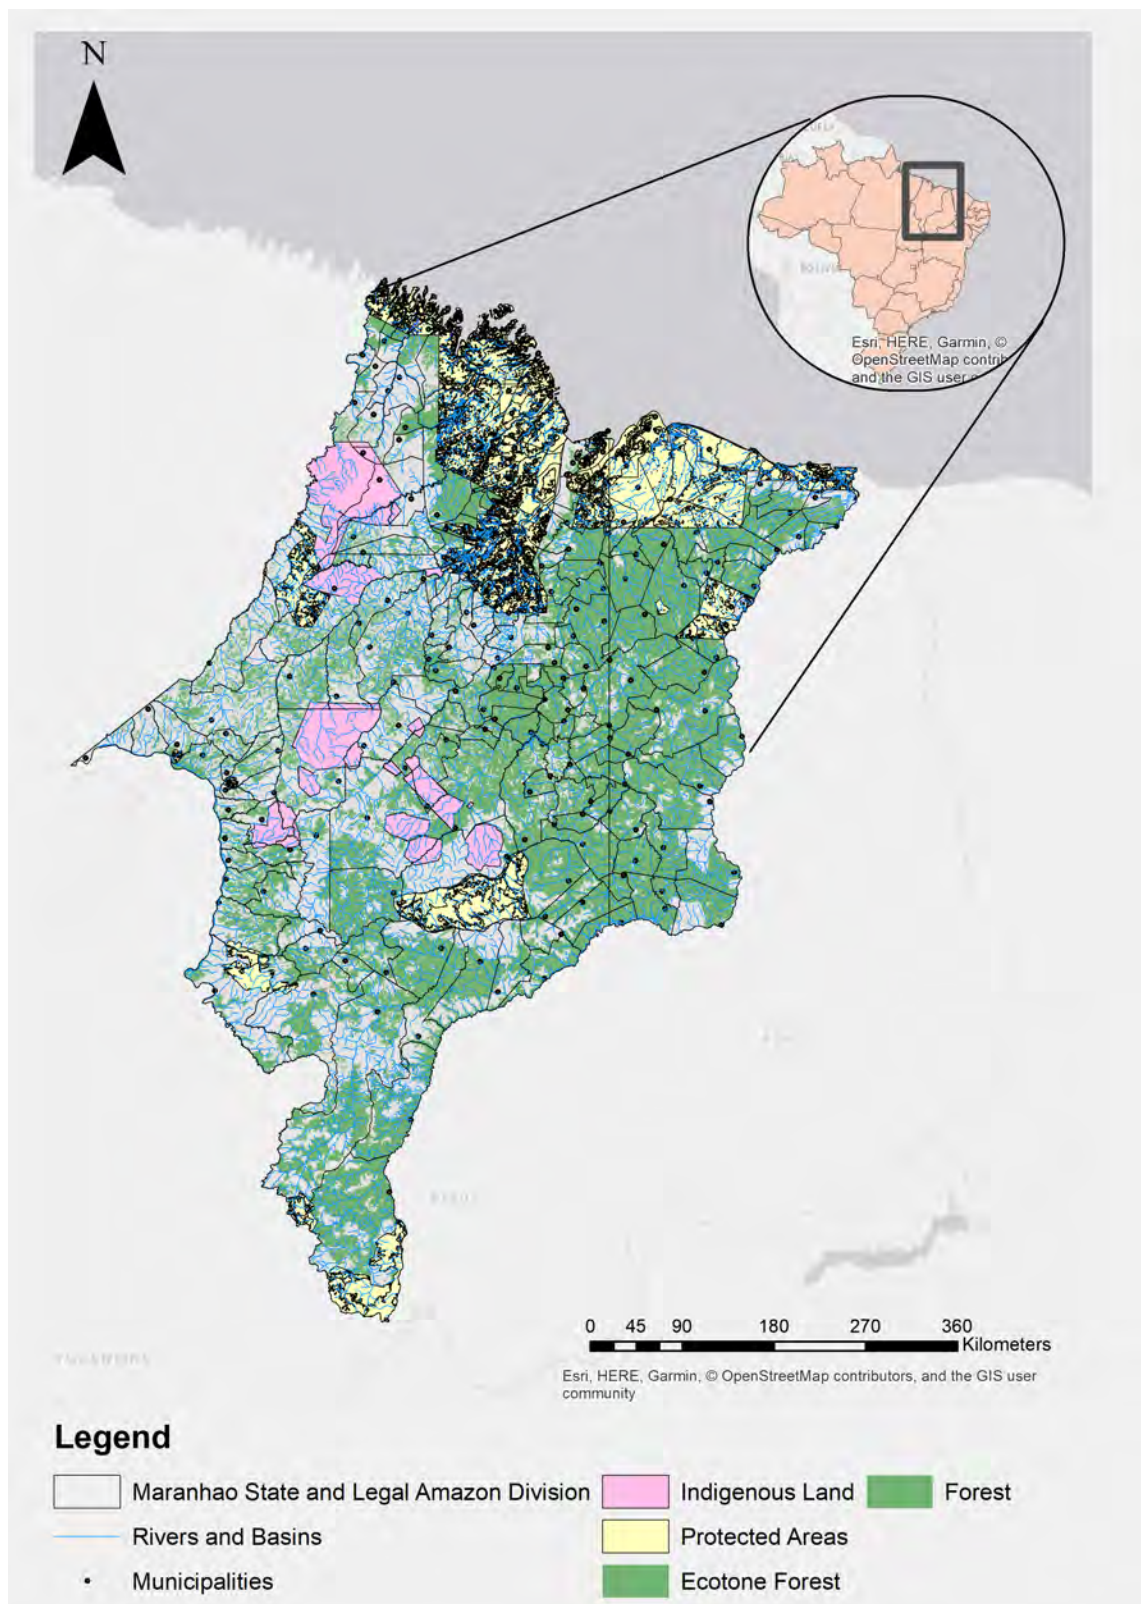 N
BOLIVI
Esri, HERE, Garmin, ©
OpenStreetMap contrib
and the GIS user c
0 45 90 180 270 360
Kilometers
Esri, HERE, Garmin, © OpenStreetMap contributors, and the GIS user
community
TOCANTINS
Legend
Maranhao State and Legal Amazon Division
Indigenous Land
Forest
Rivers and Basins
Protected Areas
Municipalities
Ecotone Forest